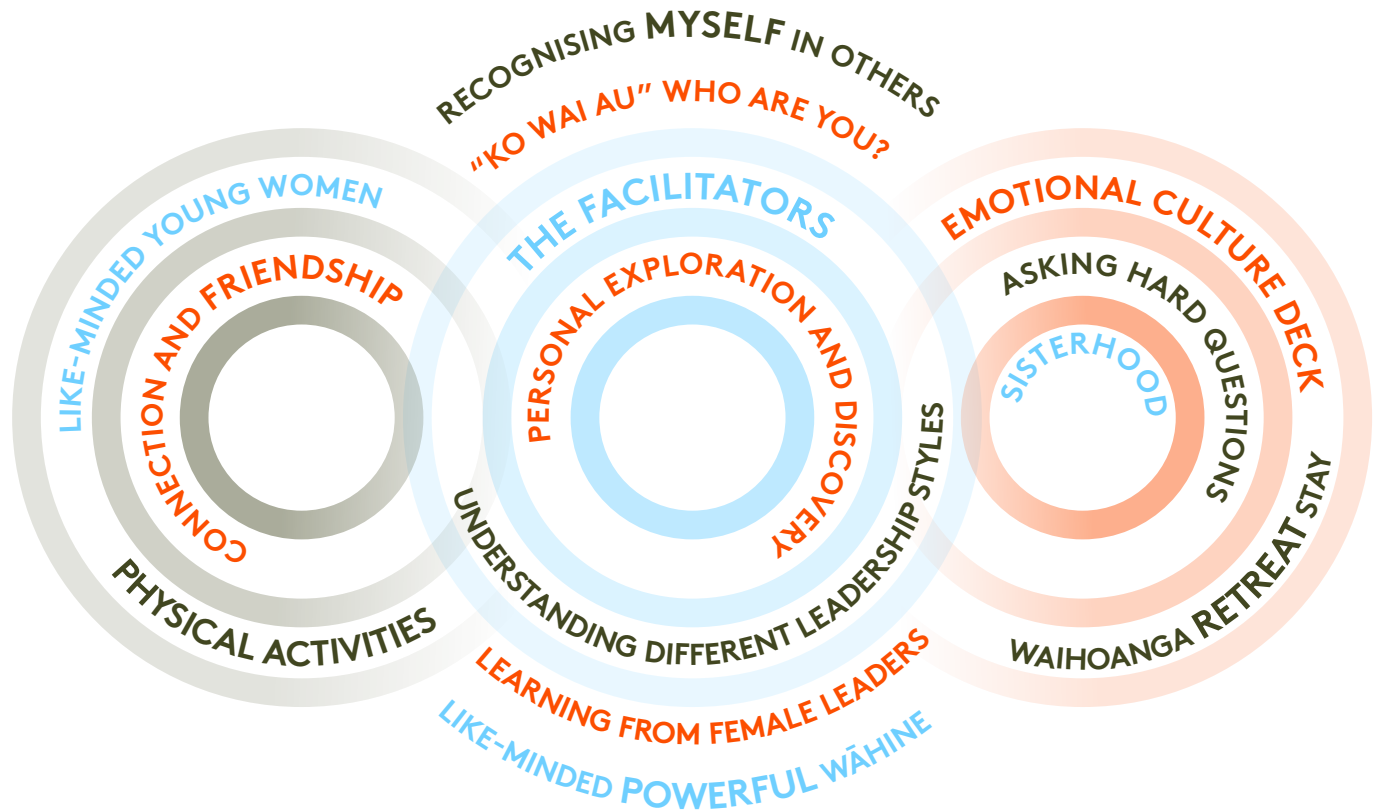 RECOGNISING MYSELF IN OTHERS
"KO WAI AU" WHO ARE YOU?
LIKE-MINDED YOUNG WOMEN
CONNECTION AND FRIENDSHIP
PHYSICAL ACTIVITIES
THE FACILITATORS
PERSONAL EXPLORATION AND DISCOVERY
UNDERSTANDING DIFFERENT LEADERSHIP STYLES
EMOTIONAL CULTURE DECK
ASKING HARD QUESTIONS
SISTERHOOD
WAIHOANGA RETREAT STAY
LEARNING FROM FEMALE LEADERS
LIKE-MINDED POWERFUL WĀHINE